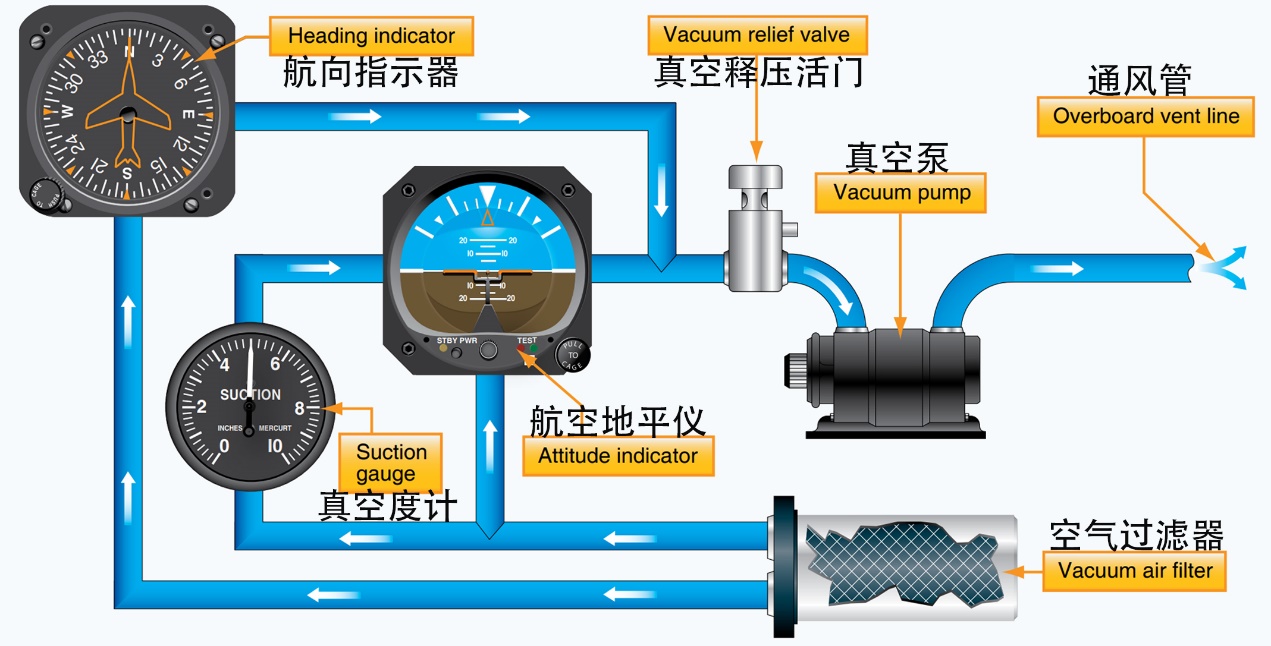 Heading indicator
航向指示器
Vacuum relief valve
真空释压活门
通风管
Overboard vent line
真空泵
Vacuum pump
N
33
3
30
6
W
E
24
12
21
15
S
20 20
10 10
10 10
20 20
STBY PWR
TEST
PULL
TO
CAGE
4
6
SUCTION
2
8
INCHES
MERCURT
0
10
航空地平仪
Attitude indicator
Suction
gauge
真空度计
空气过滤器
Vacuum air filter